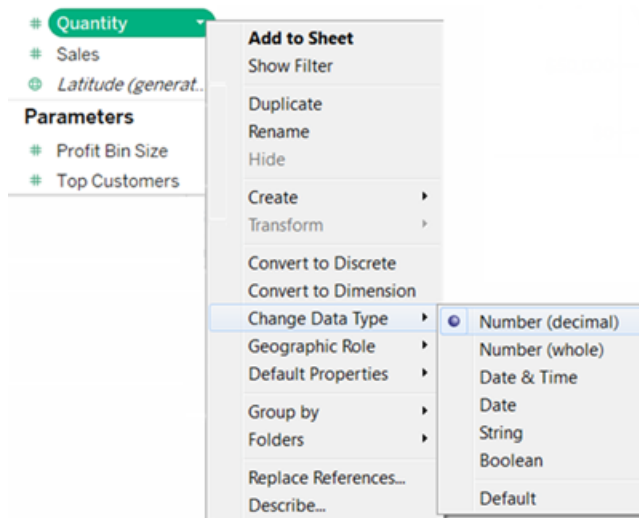 # Quantity
# Sales
Latitude (generat..
Parameters
# Profit Bin Size
# Top Customers
Add to Sheet
Show Filter
Duplicate
Rename
Hide
Create
Transform
Convert to Discrete
Convert to Dimension
Change Data Type
Geographic Role
Default Properties
Group by
Folders
Replace References...
Describe...
Number (decimal)
Number (whole)
Date & Time
Date
String
Boolean
Default